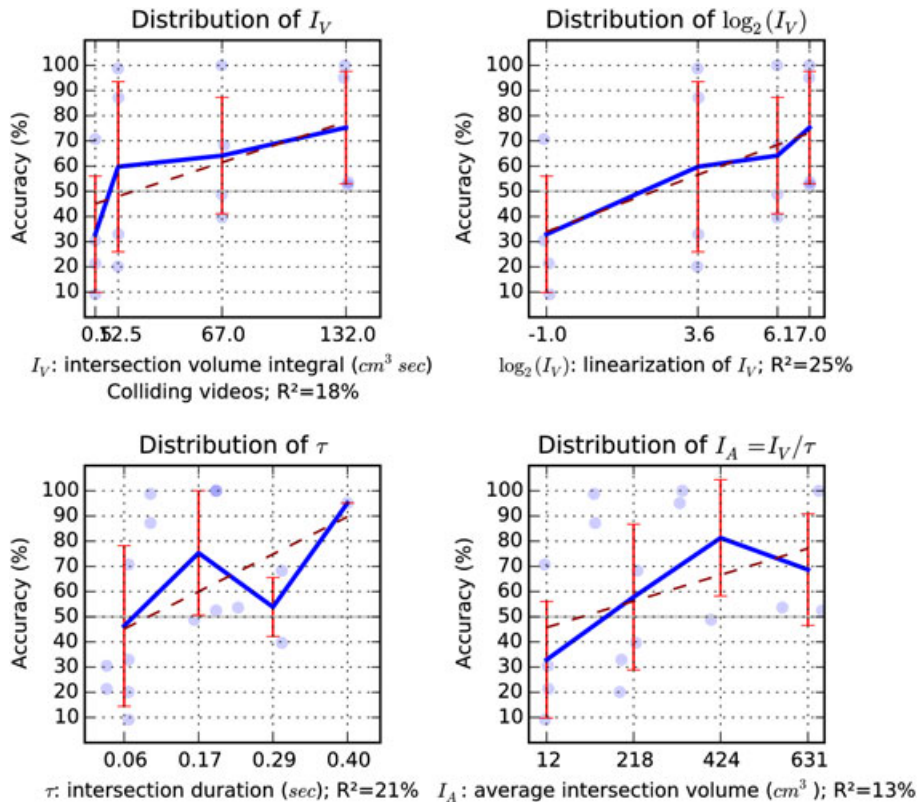 Distribution of I_V
Distribution of log₂(I_V)
Accuracy (%)
100
90
80
70
60
50
40
30
20
10
0.5 12.5 67.0 132.0
I_V: intersection volume integral (cm³ sec)
Colliding videos; R²=18%
Accuracy (%)
100
90
80
70
60
50
40
30
20
10
-1.0 3.6 6.1 7.0
log₂(I_V): linearization of I_V; R²=25%
Distribution of τ
Distribution of I_A = I_V/τ
Accuracy (%)
100
90
80
70
60
50
40
30
20
10
0.06 0.17 0.29 0.40
τ: intersection duration (sec); R²=21%
Accuracy (%)
100
90
80
70
60
50
40
30
20
10
12 218 424 631
I_A: average intersection volume (cm³); R²=13%